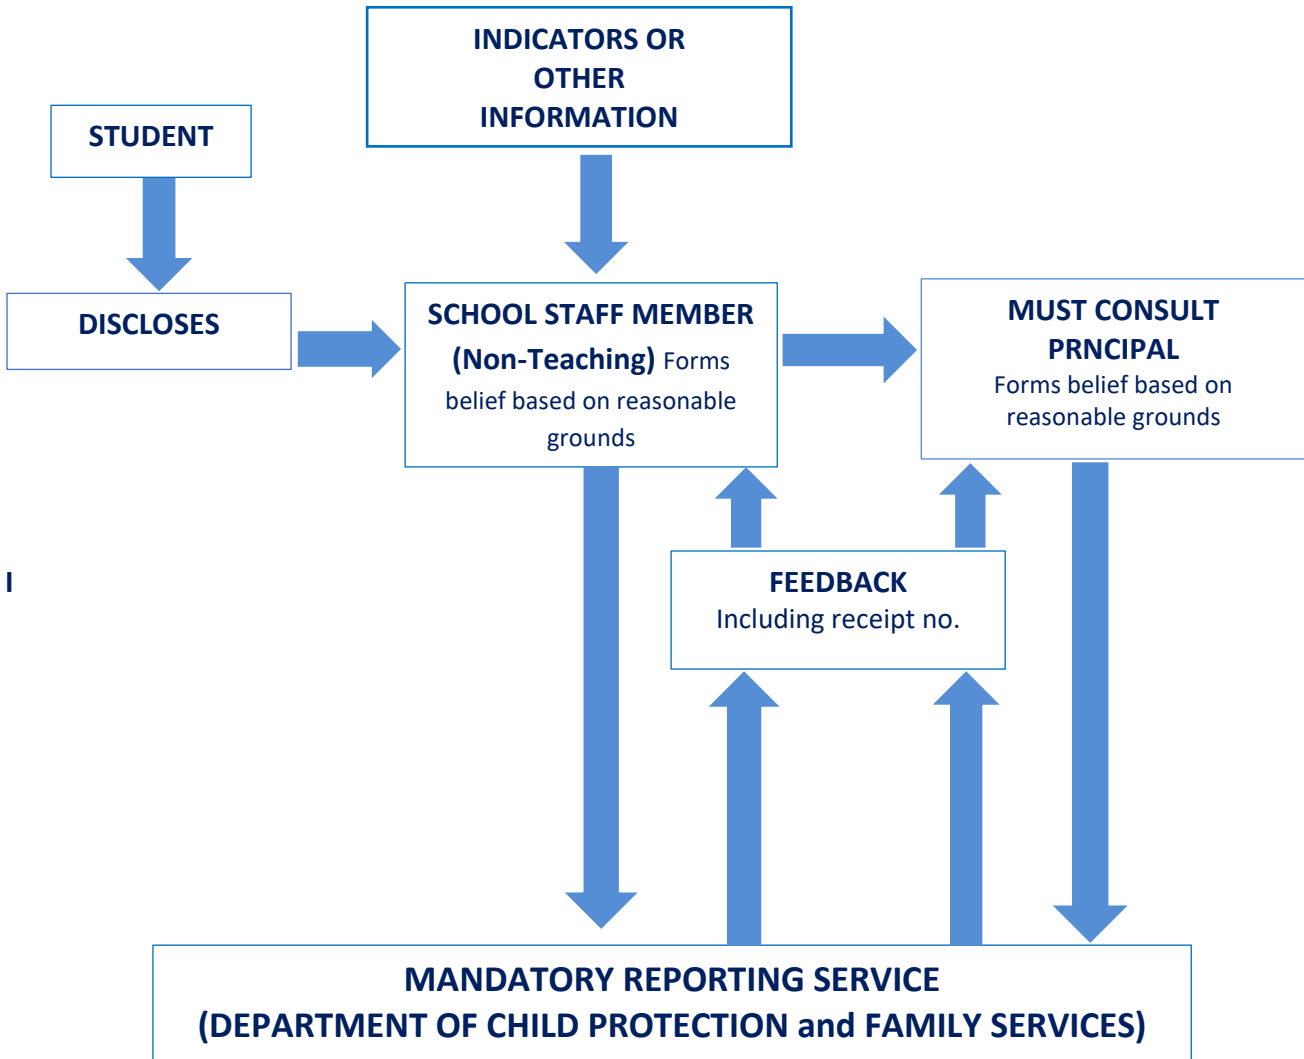 INDICATORS OR
OTHER
INFORMATION
STUDENT
DISCLOSES
SCHOOL STAFF MEMBER
(Non-Teaching) Forms
belief based on reasonable
grounds
MUST CONSULT
PRNCIPAL
Forms belief based on
reasonable grounds
I
FEEDBACK
Including receipt no.
MANDATORY REPORTING SERVICE
(DEPARTMENT OF CHILD PROTECTION and FAMILY SERVICES)